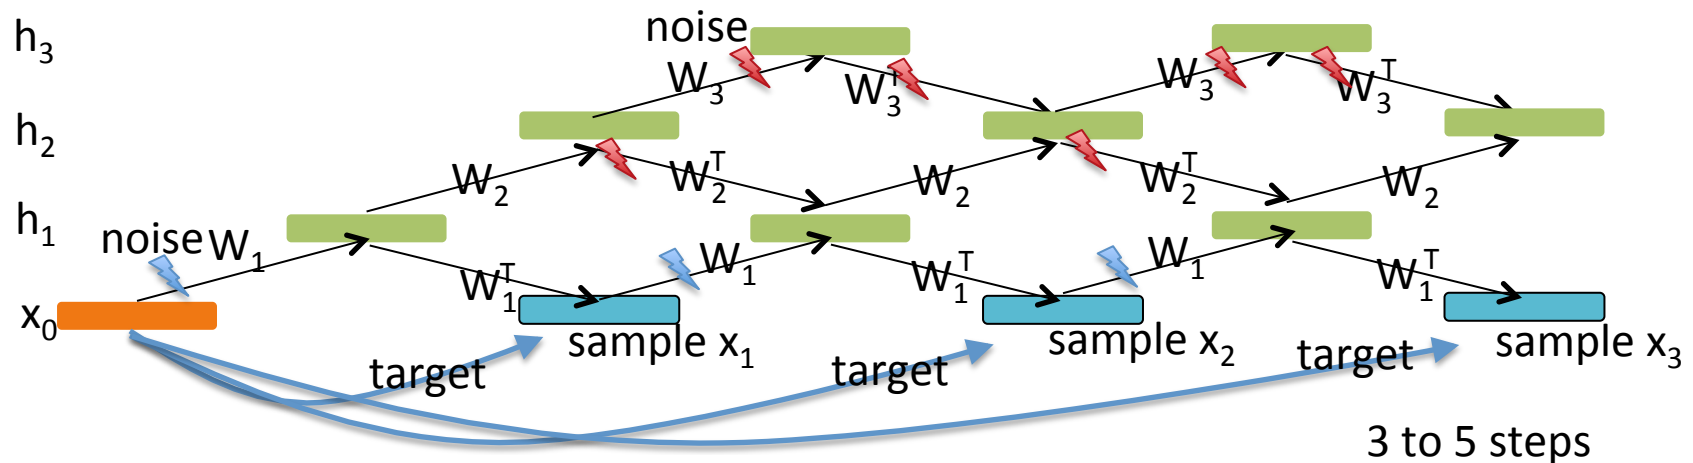 h₃
noise
W₃
W₃ᵀ
W₃
W₃ᵀ
h₂
W₂
W₂ᵀ
W₂
W₂ᵀ
W₂
h₁
noise
W₁
W₁ᵀ
W₁
W₁ᵀ
W₁
W₁ᵀ
x₀
sample x₁
sample x₂
sample x₃
target
target
target
3 to 5 steps